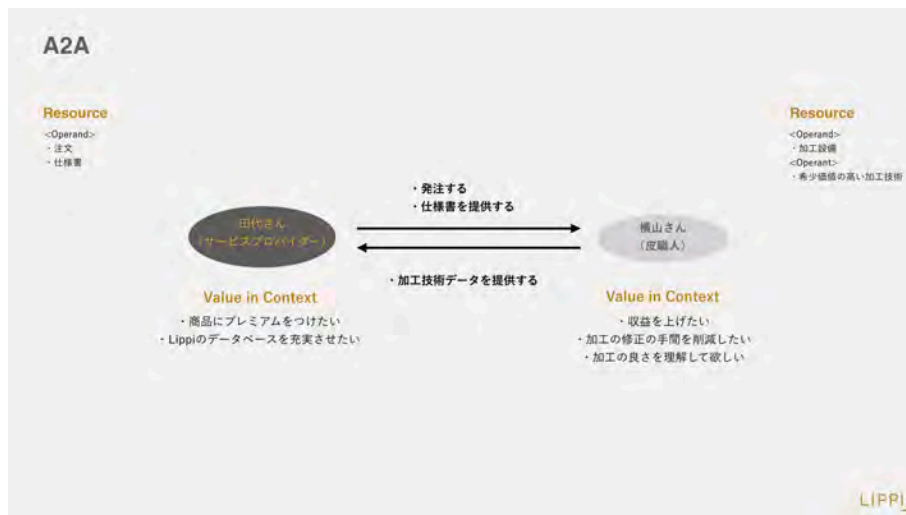 A2A
Resource
<Operand>
・注文
・仕様書
Resource
<Operand>
・加工設備
<Operant>
・希少価値の高い加工技術
・発注する
・仕様書を提供する
田代さん
(サービスプロバイダー)
横山さん
(皮職人)
・加工技術データを提供する
Value in Context
・商品にプレミアムをつけたい
・Lippiのデータベースを充実させたい
Value in Context
・収益を上げたい
・加工の修正の手間を削減したい
・加工の良さを理解して欲しい
LIPPI_